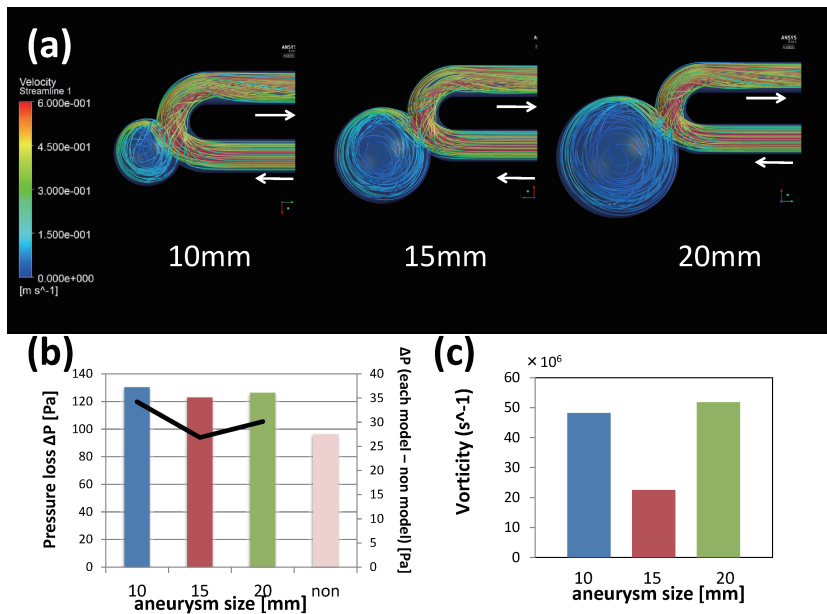 (a)
ANSYS
ANSYS
ANSYS
Velocity
Streamline 1
6.000e-001
4.500e-001
3.000e-001
1.500e-001
0.000e+000
[m s^-1]
10mm
15mm
20mm
(b)
Pressure loss ΔP [Pa]
140
120
100
80
60
40
20
0
10
15
20
non
aneurysm size [mm]
40
35
30
25
20
15
10
5
0
ΔP (each model – non model) [Pa]
(c)
× 10⁶
Vorticity (s^-1)
60
50
40
30
20
10
0
10
15
20
aneurysm size [mm]